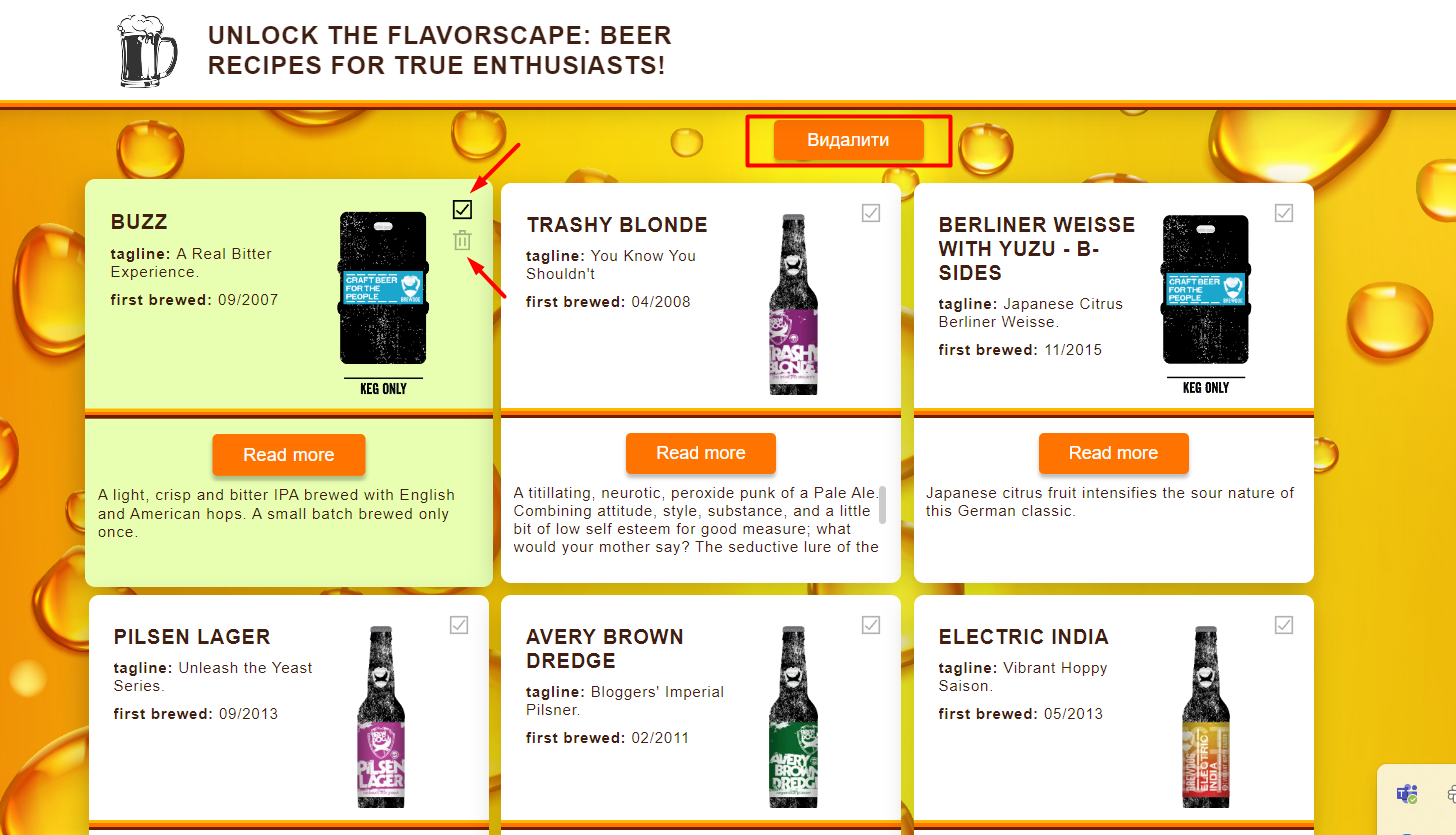 UNLOCK THE FLAVORSCAPE: BEER
RECIPES FOR TRUE ENTHUSIASTS!
Видалити
BUZZ
tagline: A Real Bitter
Experience.
first brewed: 09/2007
CRAFT BEER
FOR THE
PEOPLE
BREWDOG
KEG ONLY
Read more
A light, crisp and bitter IPA brewed with English
and American hops. A small batch brewed only
once.
TRASHY BLONDE
tagline: You Know You
Shouldn't
first brewed: 04/2008
TRASHY
BLONDE
Read more
A titillating, neurotic, peroxide punk of a Pale Ale.
Combining attitude, style, substance, and a little
bit of low self esteem for good measure; what
would your mother say? The seductive lure of the
BERLINER WEISSE
WITH YUZU - B-
SIDES
tagline: Japanese Citrus
Berliner Weisse.
first brewed: 11/2015
CRAFT BEER
FOR THE
PEOPLE
BREWDOG
KEG ONLY
Read more
Japanese citrus fruit intensifies the sour nature of
this German classic.
PILSEN LAGER
tagline: Unleash the Yeast
Series.
first brewed: 09/2013
PILSEN
LAGER
AVERY BROWN
DREDGE
tagline: Bloggers' Imperial
Pilsner.
first brewed: 02/2011
AVERY
BROWN
DREDGE
ELECTRIC INDIA
tagline: Vibrant Hoppy
Saison.
first brewed: 05/2013
BREWDOG
ELECTRIC
INDIA